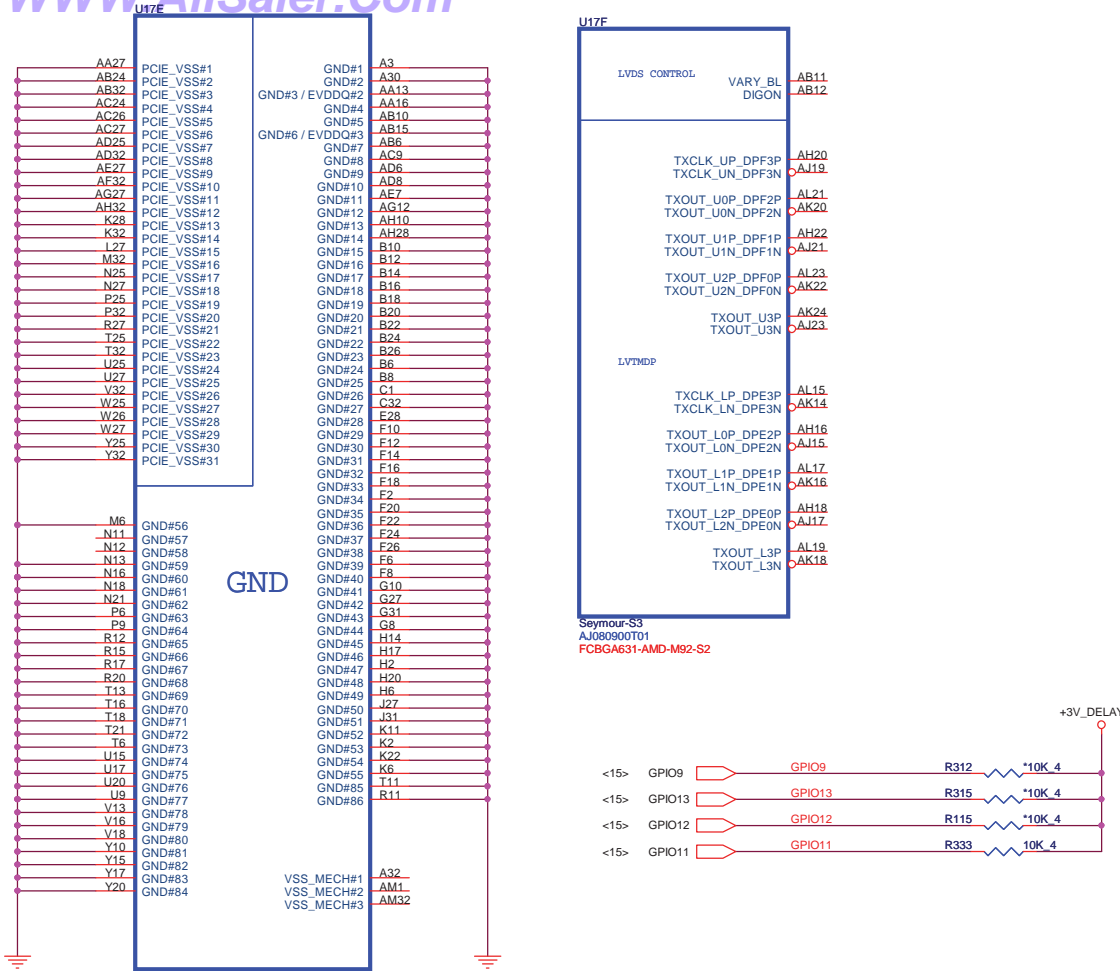 www.AllSaler.Com
U17E
AA27 PCIE_VSS#1
AB24 PCIE_VSS#2
AB32 PCIE_VSS#3
AC24 PCIE_VSS#4
AC26 PCIE_VSS#5
AC27 PCIE_VSS#6
AD25 PCIE_VSS#7
AD32 PCIE_VSS#8
AE27 PCIE_VSS#9
AF32 PCIE_VSS#10
AG27 PCIE_VSS#11
AH32 PCIE_VSS#12
K28 PCIE_VSS#13
K32 PCIE_VSS#14
L27 PCIE_VSS#15
M32 PCIE_VSS#16
N25 PCIE_VSS#17
N27 PCIE_VSS#18
P25 PCIE_VSS#19
P32 PCIE_VSS#20
R27 PCIE_VSS#21
T25 PCIE_VSS#22
T32 PCIE_VSS#23
U25 PCIE_VSS#24
U27 PCIE_VSS#25
V32 PCIE_VSS#26
W25 PCIE_VSS#27
W26 PCIE_VSS#28
W27 PCIE_VSS#29
Y25 PCIE_VSS#30
Y32 PCIE_VSS#31
M6 GND#56
N11 GND#57
N12 GND#58
N13 GND#59
N16 GND#60
N18 GND#61
N21 GND#62
P6 GND#63
P9 GND#64
R12 GND#65
R15 GND#66
R17 GND#67
R20 GND#68
T13 GND#69
T16 GND#70
T18 GND#71
T21 GND#72
T6 GND#73
U15 GND#74
U17 GND#75
U20 GND#76
U9 GND#77
V13 GND#78
V16 GND#79
V18 GND#80
Y10 GND#81
Y15 GND#82
Y17 GND#83
Y20 GND#84
GND
GND#1 A3
GND#2 A30
GND#3 / EVDDQ#2 AA13
GND#4 AA16
GND#5 AB10
GND#6 / EVDDQ#3 AB15
GND#7 AB6
GND#8 AC9
GND#9 AD6
GND#10 AD8
GND#11 AE7
GND#12 AG12
GND#13 AH10
GND#14 AH28
GND#15 B10
GND#16 B12
GND#17 B14
GND#18 B16
GND#19 B18
GND#20 B20
GND#21 B22
GND#22 B24
GND#23 B26
GND#24 B6
GND#25 B8
GND#26 C1
GND#27 C32
GND#28 E28
GND#29 F10
GND#30 F12
GND#31 F14
GND#32 F16
GND#33 F18
GND#34 F2
GND#35 F20
GND#36 F22
GND#37 F24
GND#38 F26
GND#39 F6
GND#40 F8
GND#41 G10
GND#42 G27
GND#43 G31
GND#44 G8
GND#45 H14
GND#46 H17
GND#47 H2
GND#48 H20
GND#49 H6
GND#50 J27
GND#51 J31
GND#52 K11
GND#53 K2
GND#54 K22
GND#55 K6
GND#85 T11
GND#86 R11
VSS_MECH#1 A32
VSS_MECH#2 AM1
VSS_MECH#3 AM32
U17F
LVDS CONTROL
VARY_BL AB11
DIGON AB12
TXCLK_UP_DPF3P AH20
TXCLK_UN_DPF3N AJ19
TXOUT_U0P_DPF2P AL21
TXOUT_U0N_DPF2N AK20
TXOUT_U1P_DPF1P AH22
TXOUT_U1N_DPF1N AJ21
TXOUT_U2P_DPF0P AL23
TXOUT_U2N_DPF0N AK22
TXOUT_U3P AK24
TXOUT_U3N AJ23
LVTMDP
TXCLK_LP_DPE3P AL15
TXCLK_LN_DPE3N AK14
TXOUT_L0P_DPE2P AH16
TXOUT_L0N_DPE2N AJ15
TXOUT_L1P_DPE1P AL17
TXOUT_L1N_DPE1N AK16
TXOUT_L2P_DPE0P AH18
TXOUT_L2N_DPE0N AJ17
TXOUT_L3P AL19
TXOUT_L3N AK18
Seymour-S3
AJ080900T01
FCBGA631-AMD-M92-S2
+3V_DELAY
<15> GPIO9 GPIO9 R312 *10K_4
<15> GPIO13 GPIO13 R315 *10K_4
<15> GPIO12 GPIO12 R115 *10K_4
<15> GPIO11 GPIO11 R333 10K_4